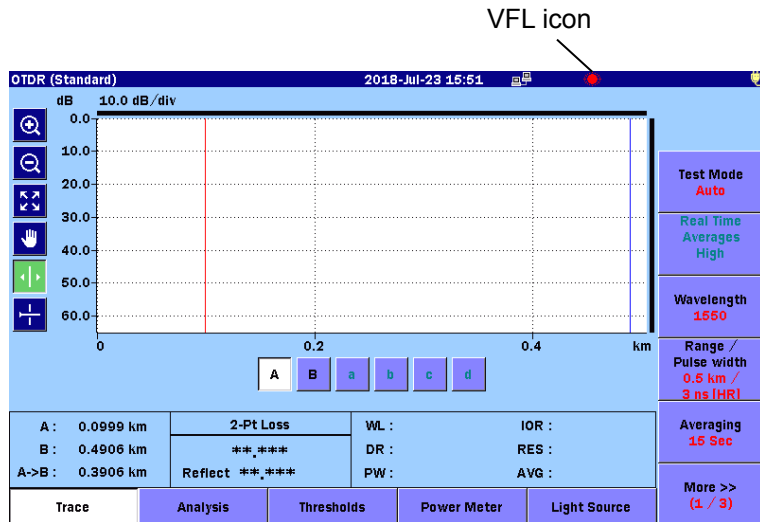 VFL icon
OTDR (Standard) 2018-Jul-23 15:51
dB 10.0 dB/div
0.0
10.0
20.0
30.0
40.0
50.0
60.0
0 0.2 0.4 km
A B a b c d
A: 0.0999 km
B: 0.4906 km
A->B: 0.3906 km
2-Pt Loss
**.***
Reflect **.***
WL :
DR :
PW :
IOR :
RES :
AVG :
Test Mode
Auto
Real Time
Averages
High
Wavelength
1550
Range /
Pulse width
0.5 km /
3 ns [HR]
Averaging
15 Sec
More >>
(1 / 3)
Trace Analysis Thresholds Power Meter Light Source